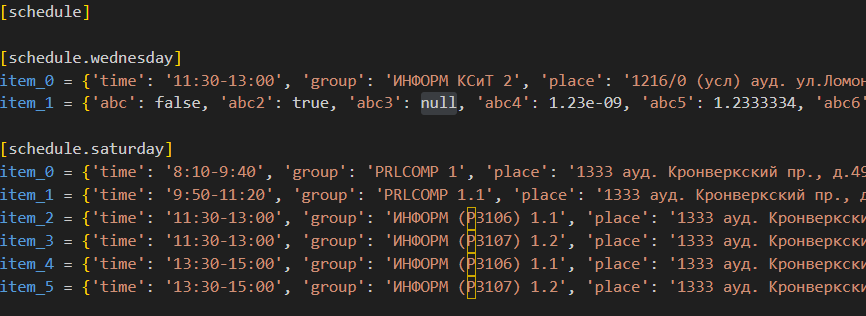 [schedule]
[schedule.wednesday]
item_0 = {'time': '11:30-13:00', 'group': 'ИНФОРМ КСиТ 2', 'place': '1216/0 (усл) ауд. ул.Ломон
item_1 = {'abc': false, 'abc2': true, 'abc3': null, 'abc4': 1.23e-09, 'abc5': 1.2333334, 'abc6'
[schedule.saturday]
item_0 = {'time': '8:10-9:40', 'group': 'PRLCOMP 1', 'place': '1333 ауд. Кронверкский пр., д.49
item_1 = {'time': '9:50-11:20', 'group': 'PRLCOMP 1.1', 'place': '1333 ауд. Кронверкский пр., д
item_2 = {'time': '11:30-13:00', 'group': 'ИНФОРМ (Р3106) 1.1', 'place': '1333 ауд. Кронверкски
item_3 = {'time': '11:30-13:00', 'group': 'ИНФОРМ (Р3107) 1.2', 'place': '1333 ауд. Кронверкски
item_4 = {'time': '13:30-15:00', 'group': 'ИНФОРМ (Р3106) 1.1', 'place': '1333 ауд. Кронверкски
item_5 = {'time': '13:30-15:00', 'group': 'ИНФОРМ (Р3107) 1.2', 'place': '1333 ауд. Кронверкски